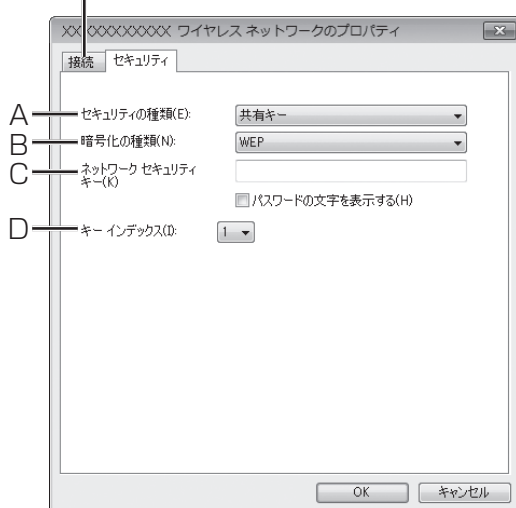 XXXXXXXXXXXX ワイヤレス ネットワークのプロパティ
接続 セキュリティ
A セキュリティの種類(E): 共有キー
B 暗号化の種類(N): WEP
C ネットワーク セキュリティ
キー(K)
パスワードの文字を表示する(H)
D キー インデックス(I): 1
OK キャンセル